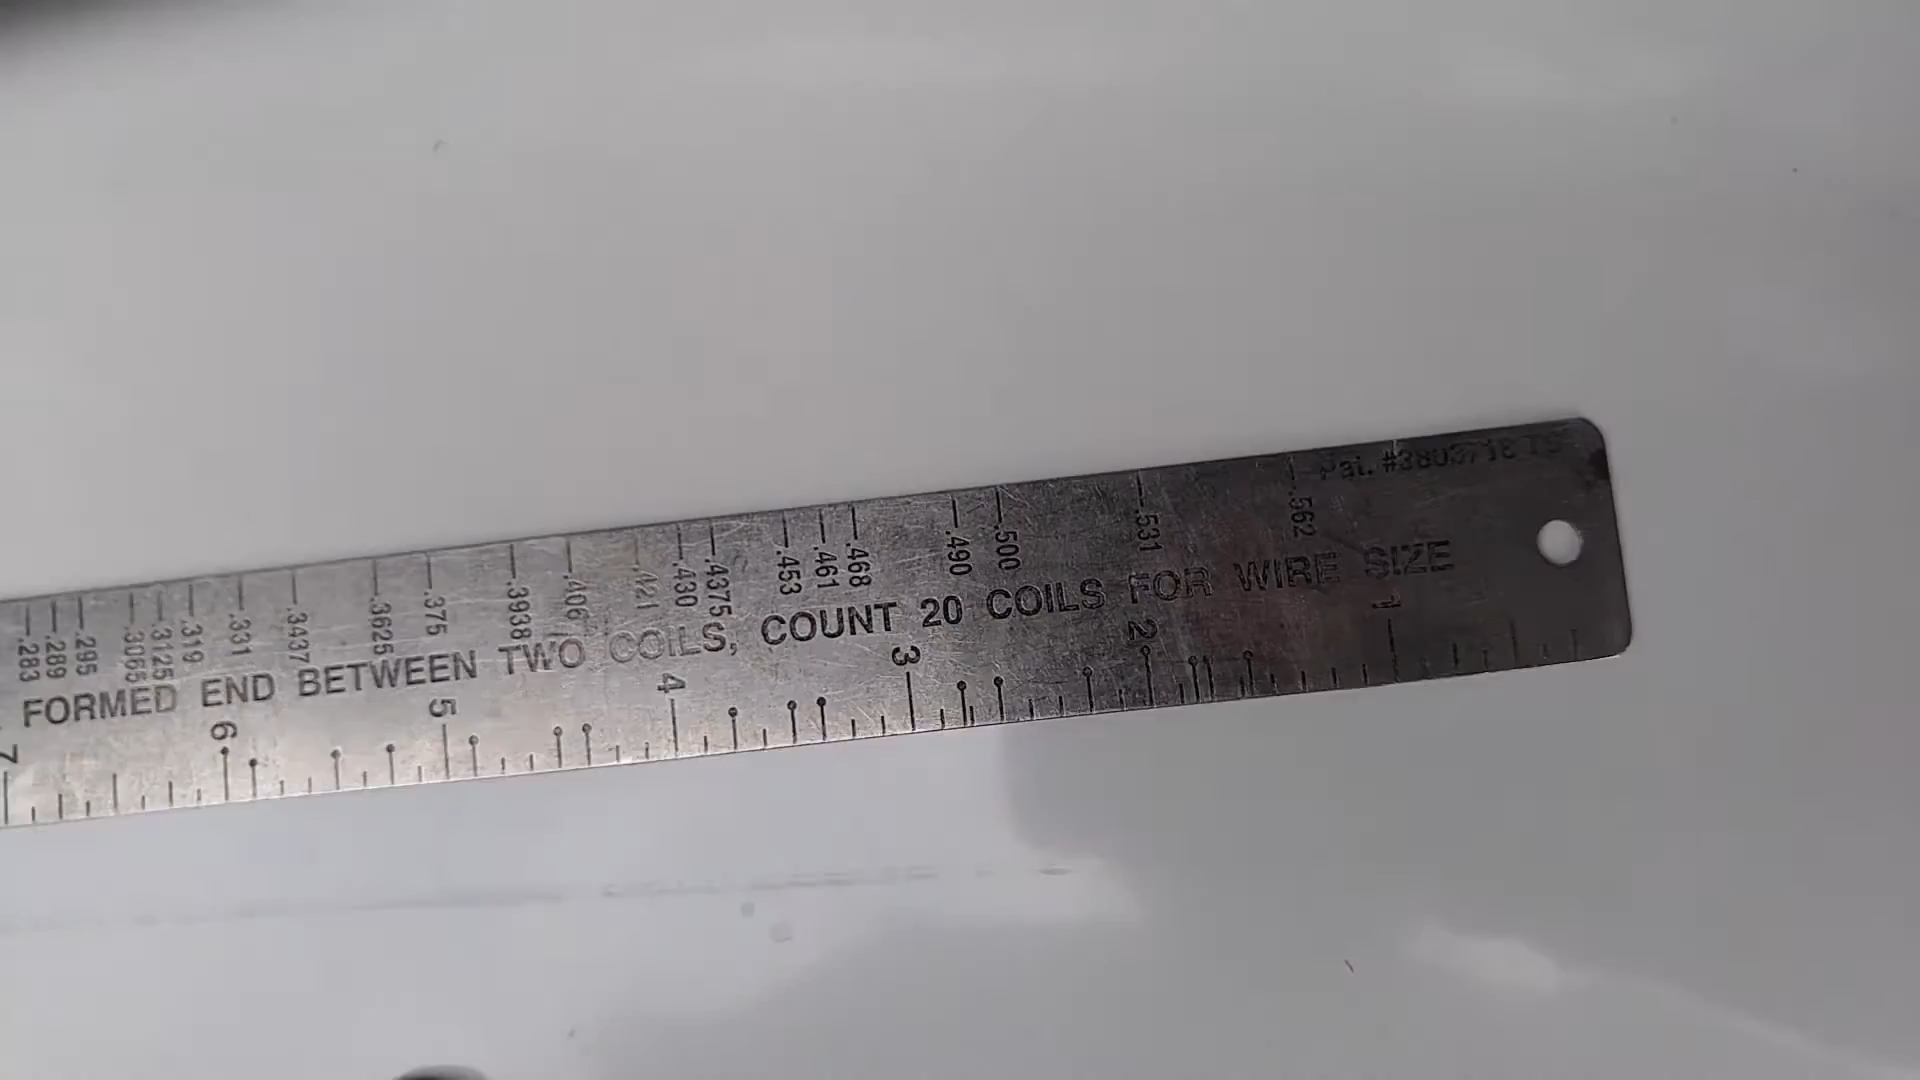 Pat. #3803718
.283 .289 .295 .3065 .3125 .319 .331 .3437 .3625 .375 .3938 .406 .421 .430 .4375 .453 .461 .468 .490 .500 .531 .562
FORMED END BETWEEN TWO COILS, COUNT 20 COILS FOR WIRE SIZE
7 6 5 4 3 2 1